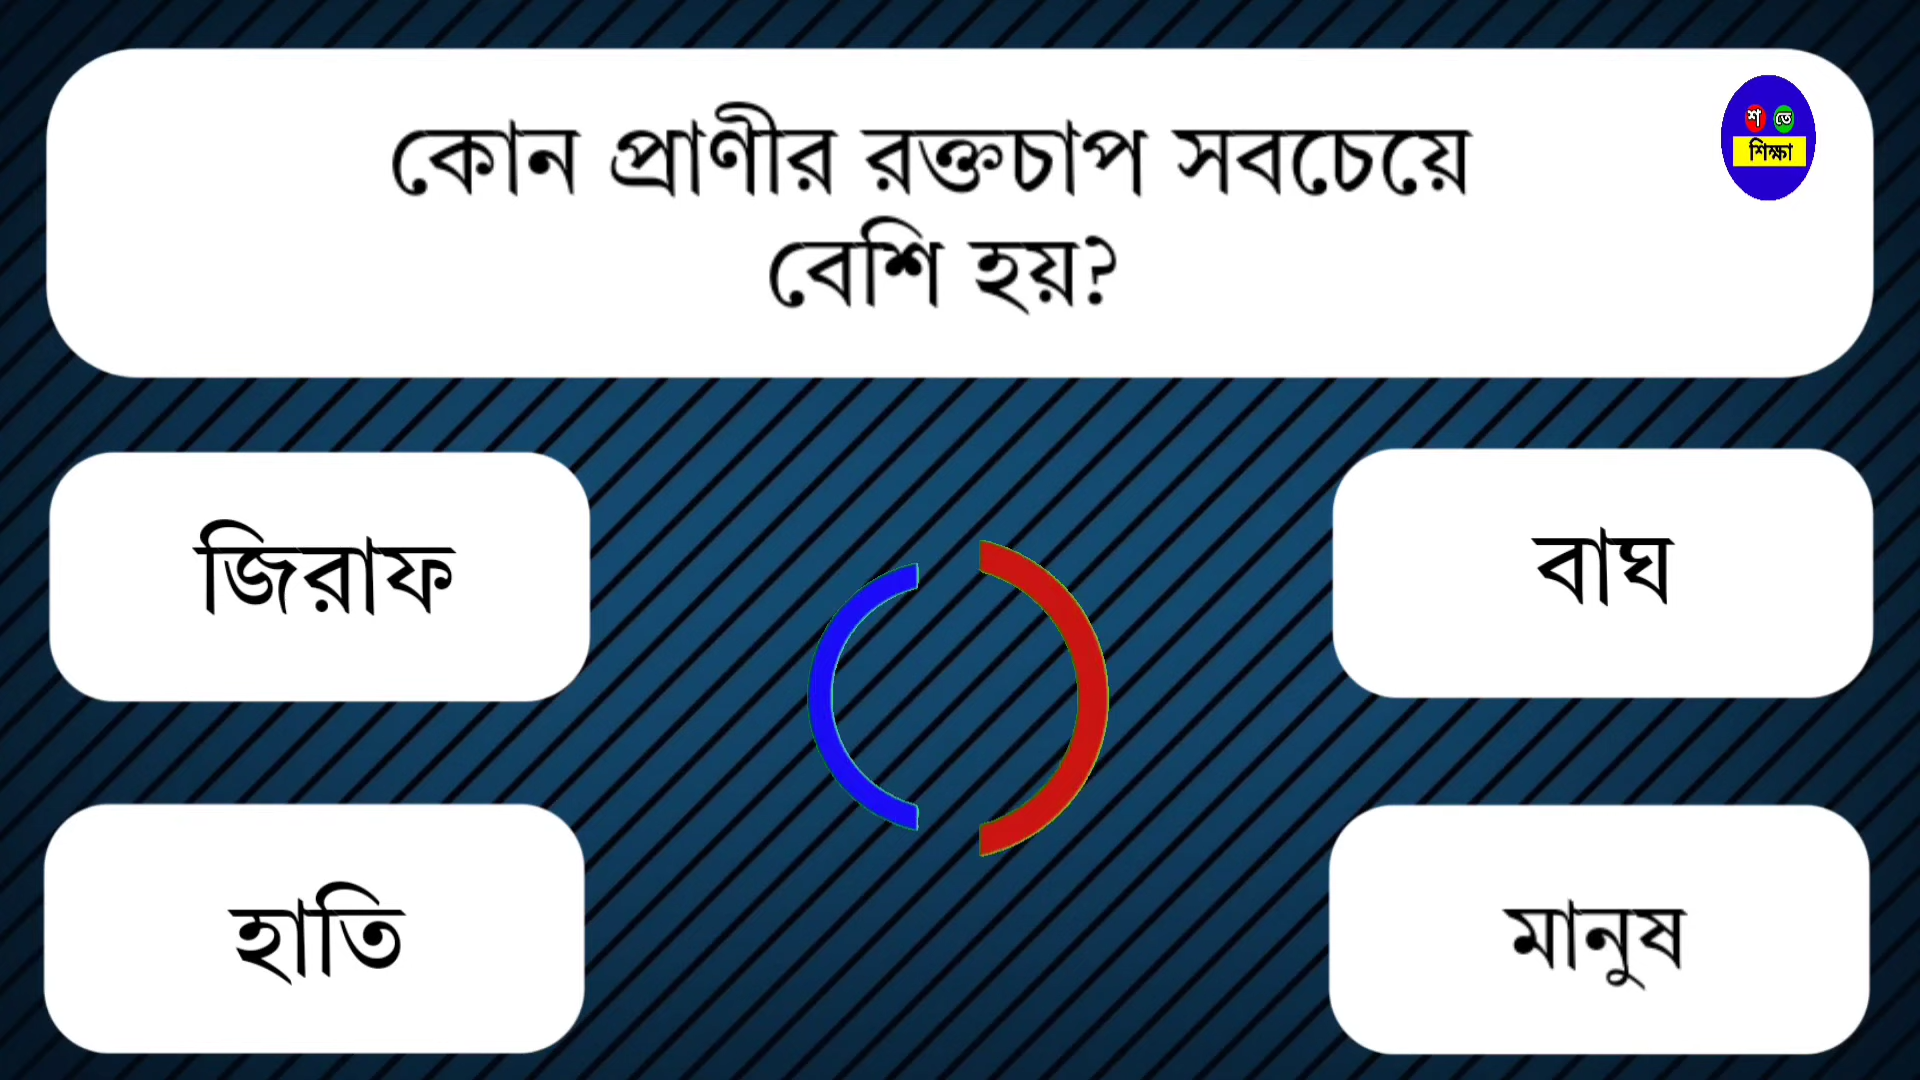 কোন প্রাণীর রক্তচাপ সবচেয়ে
বেশি হয়?
শ তে
শিক্ষা
জিরাফ
বাঘ
হাতি
মানুষ